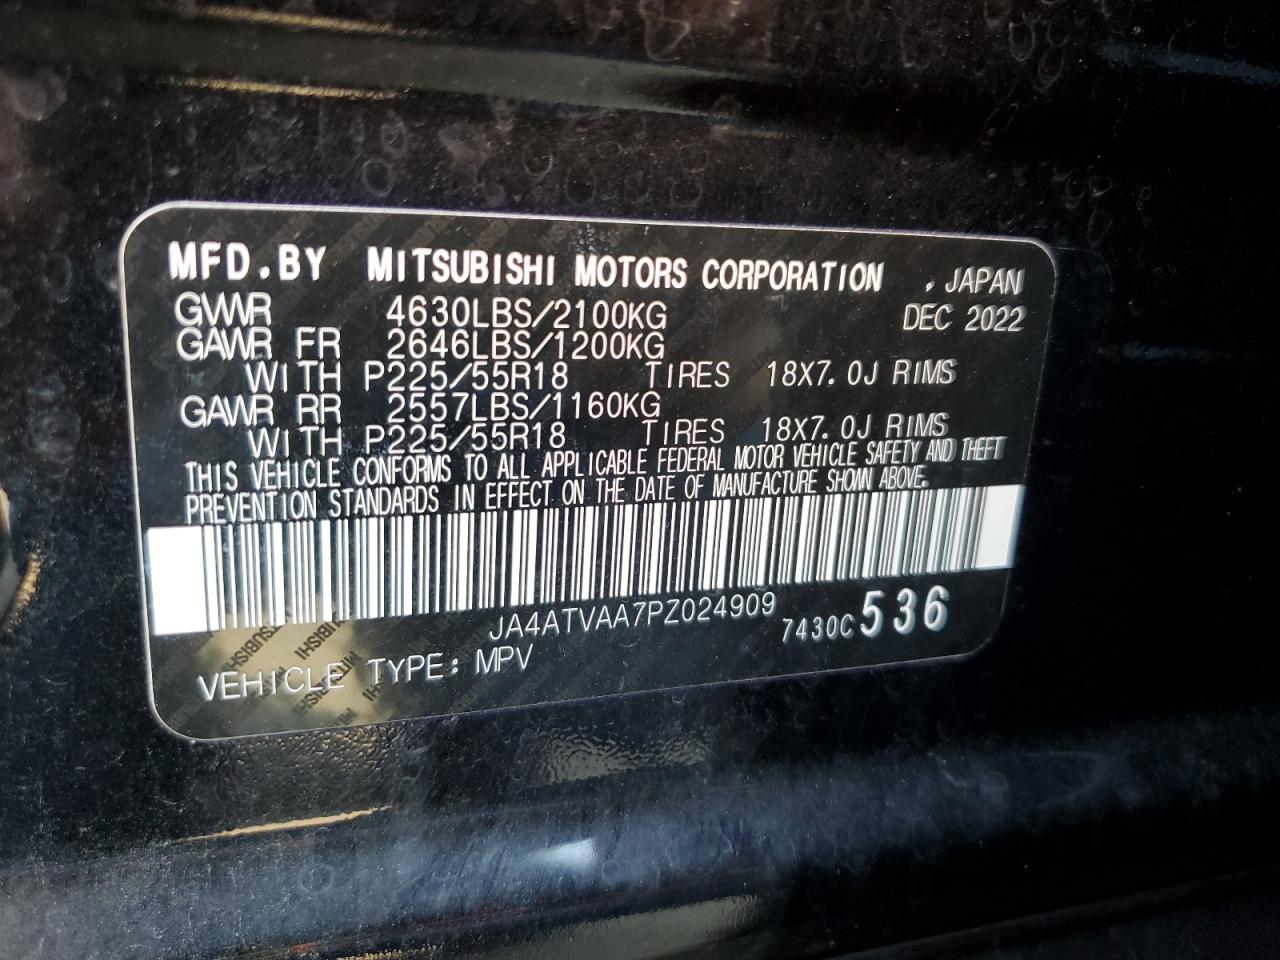 MFD.BY MITSUBISHI MOTORS CORPORATION , JAPAN
GVWR 4630LBS/2100KG DEC 2022
GAWR FR 2646LBS/1200KG
WITH P225/55R18 TIRES 18X7.0J RIMS
GAWR RR 2557LBS/1160KG
WITH P225/55R18 TIRES 18X7.0J RIMS
THIS VEHICLE CONFORMS TO ALL APPLICABLE FEDERAL MOTOR VEHICLE SAFETY AND THEFT
PREVENTION STANDARDS IN EFFECT ON THE DATE OF MANUFACTURE SHOWN ABOVE.
JA4ATVAA7PZ024909 7430C 536
VEHICLE TYPE: MPV